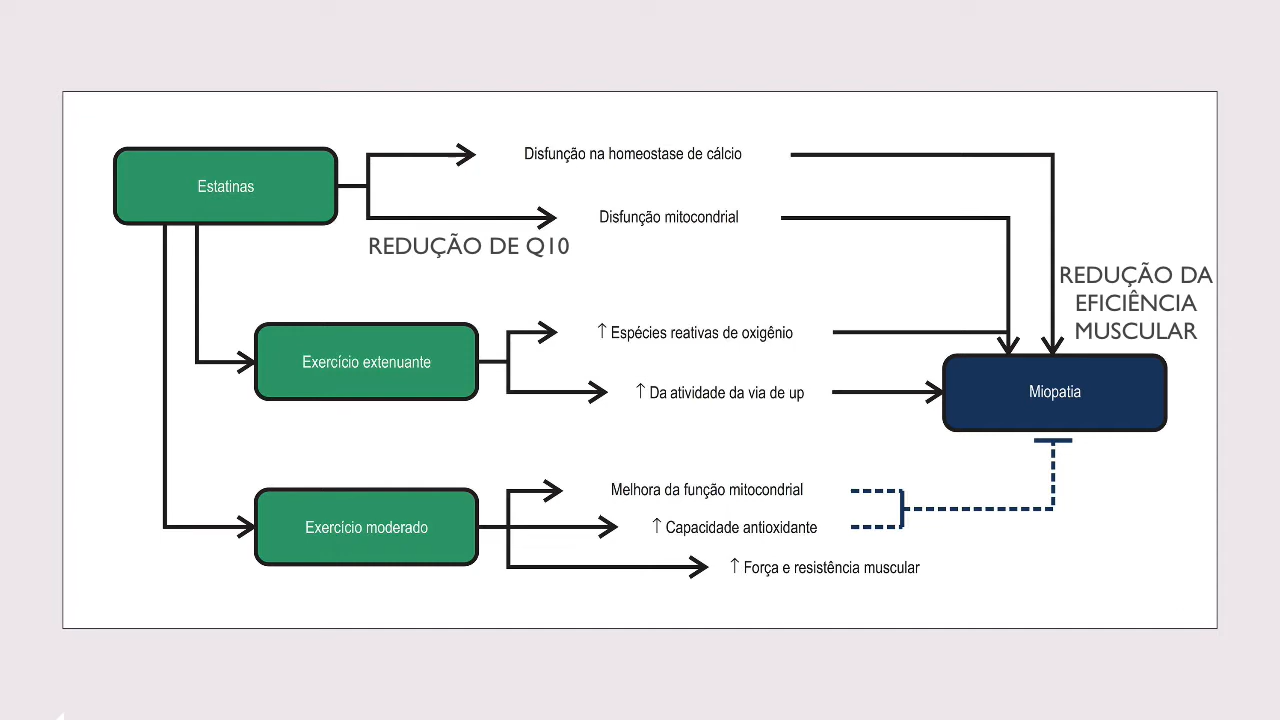 Estatinas
Disfunção na homeostase de cálcio
Disfunção mitocondrial
REDUÇÃO DE Q10
REDUÇÃO DA
EFICIÊNCIA
MUSCULAR
Exercício extenuante
↑ Espécies reativas de oxigênio
↑ Da atividade da via de up
Miopatia
Exercício moderado
Melhora da função mitocondrial
↑ Capacidade antioxidante
↑ Força e resistência muscular